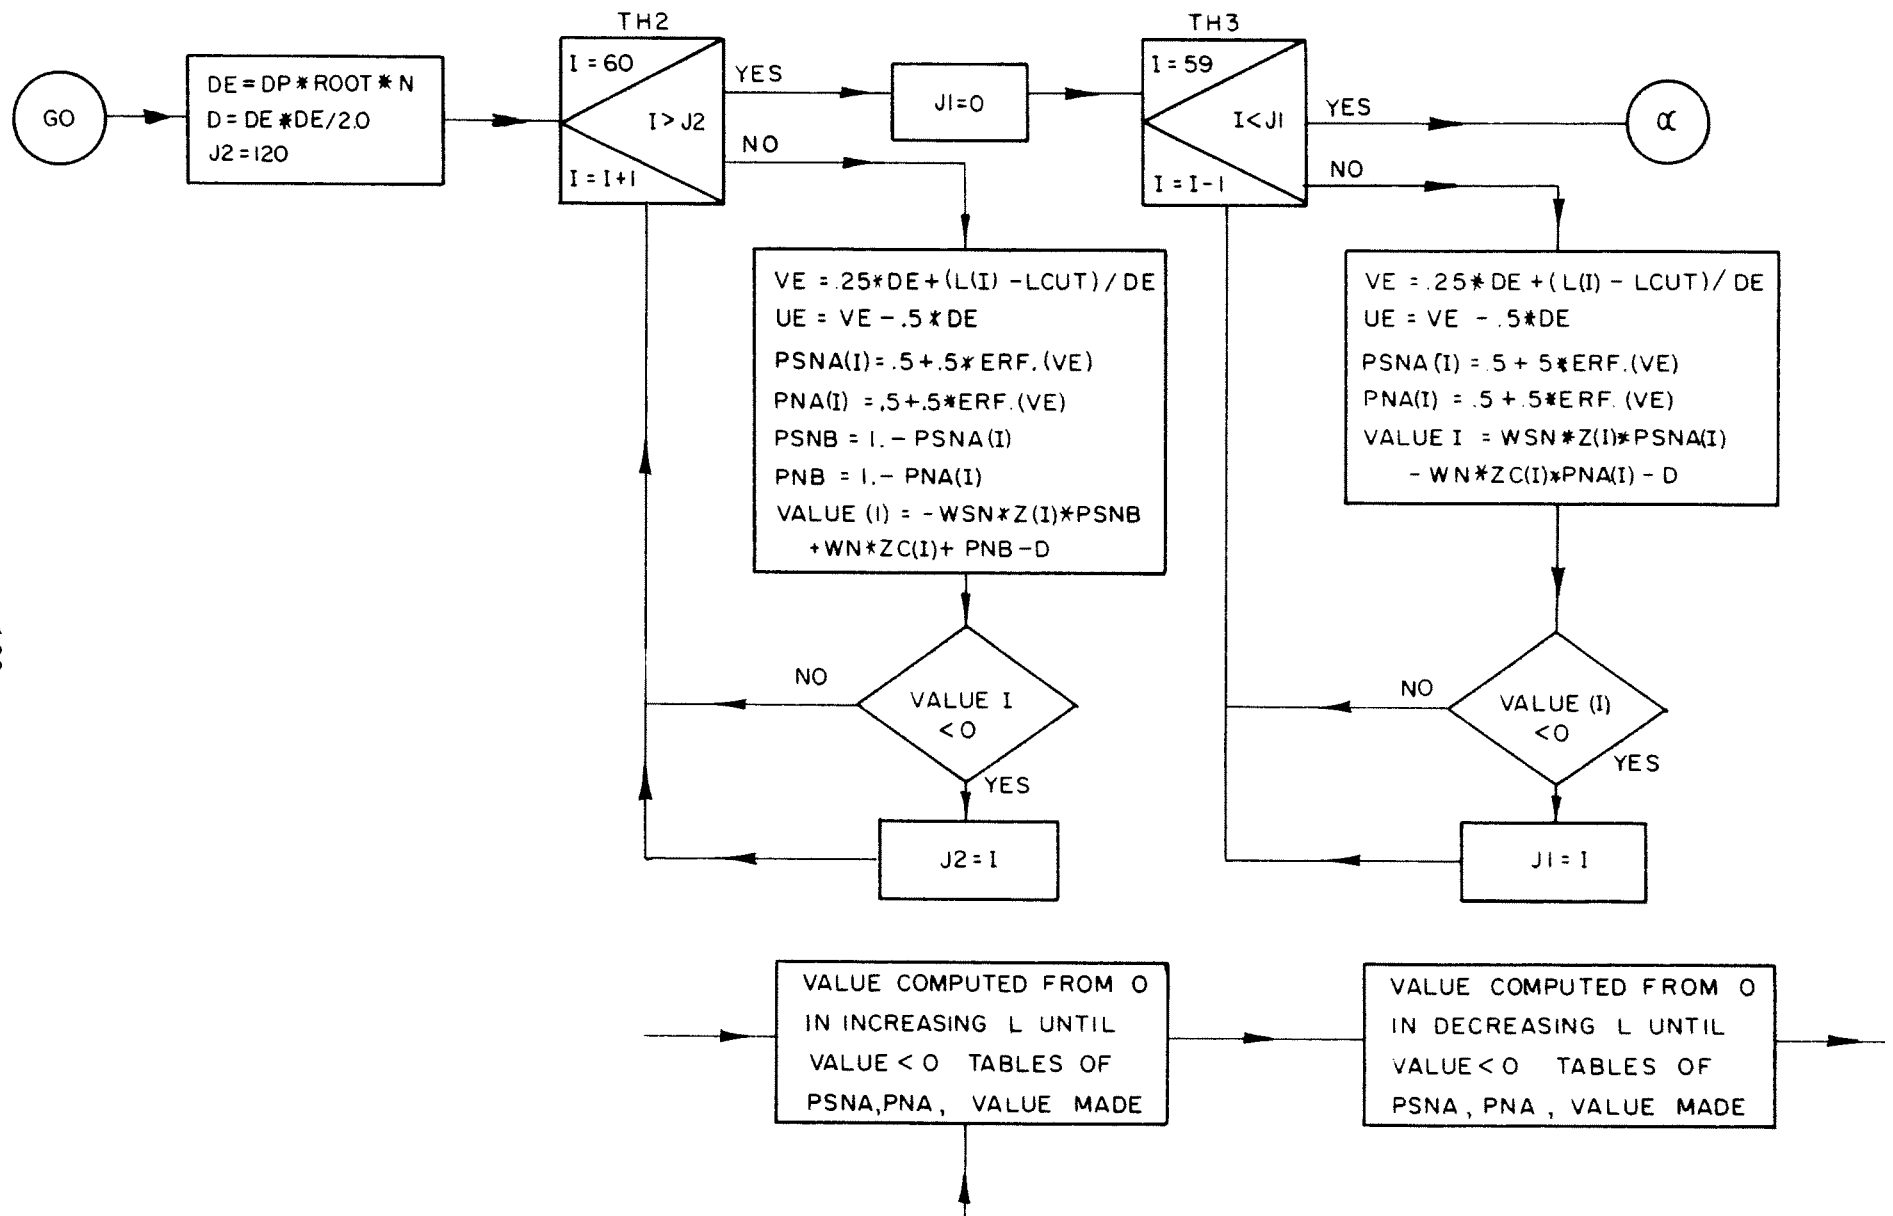 GO
DE=DP*ROOT*N
D=DE*DE/2.0
J2=120
TH2
I=60
I>J2
I=I+1
YES
NO
J1=0
TH3
I=59
I<J1
I=I-1
YES
NO
α
VE =.25*DE+(L(I) -LCUT)/DE
UE = VE -.5*DE
PSNA(I)=.5+.5*ERF.(VE)
PNA(I) =.5+.5*ERF.(VE)
PSNB = 1.- PSNA(I)
PNB = 1.- PNA(I)
VALUE (I) = -WSN*Z(I)*PSNB
+WN*ZC(I)+ PNB-D
NO
VALUE I
<0
YES
J2=I
VE =.25*DE+(L(I)- LCUT)/DE
UE = VE -.5*DE
PSNA(I)=.5 + 5*ERF.(VE)
PNA(I) =.5 +.5*ERF. (VE)
VALUE I = WSN*Z(I)*PSNA(I)
-WN*ZC(I)*PNA(I)-D
NO
VALUE (I)
<0
YES
J1=I
VALUE COMPUTED FROM 0
IN INCREASING L UNTIL
VALUE<0 TABLES OF
PSNA,PNA, VALUE MADE
VALUE COMPUTED FROM 0
IN DECREASING L UNTIL
VALUE<0 TABLES OF
PSNA, PNA, VALUE MADE